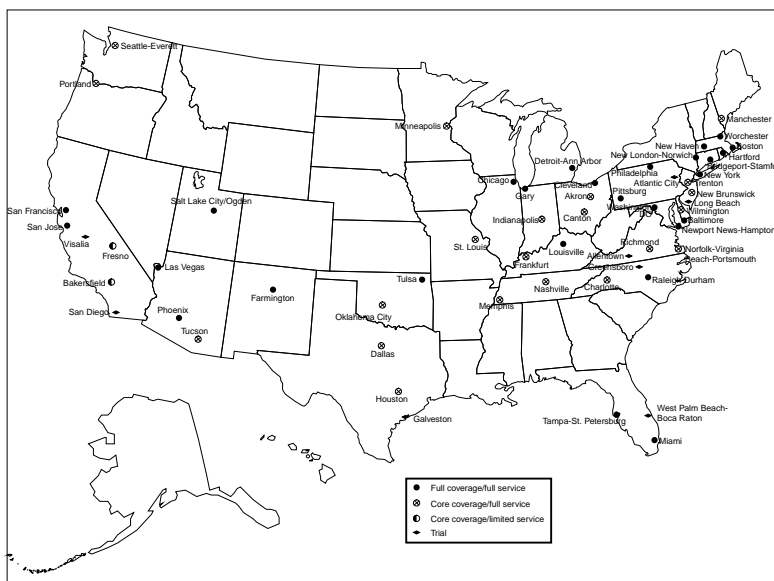 Seattle-Everett
Portland
Minneapolis
Manchester
Worchester
Boston
New Haven
Hartford
New London-Norwich
Bridgeport-Stamford
New York
Detroit-Ann Arbor
Philadelphia
Chicago
Cleveland
Atlantic City
Trenton
Gary
Akron
Pittsburg
New Brunswick
Long Beach
Salt Lake City/Ogden
Washington
DC
Wilmington
San Francisco
Indianapolis
Canton
Baltimore
San Jose
Newport News-Hampton
Visalia
Fresno
St. Louis
Louisville
Richmond
Norfolk-Virginia
Beach-Portsmouth
Frankfurt
Allentown
Las Vegas
Greensboro
Bakersfield
Tulsa
Nashville
Charlotte
Raleigh-Durham
Farmington
Memphis
San Diego
Phoenix
Oklahoma City
Tucson
Dallas
Houston
Galveston
West Palm Beach-
Boca Raton
Tampa-St. Petersburg
Miami
Full coverage/full service
Core coverage/full service
Core coverage/limited service
Trial